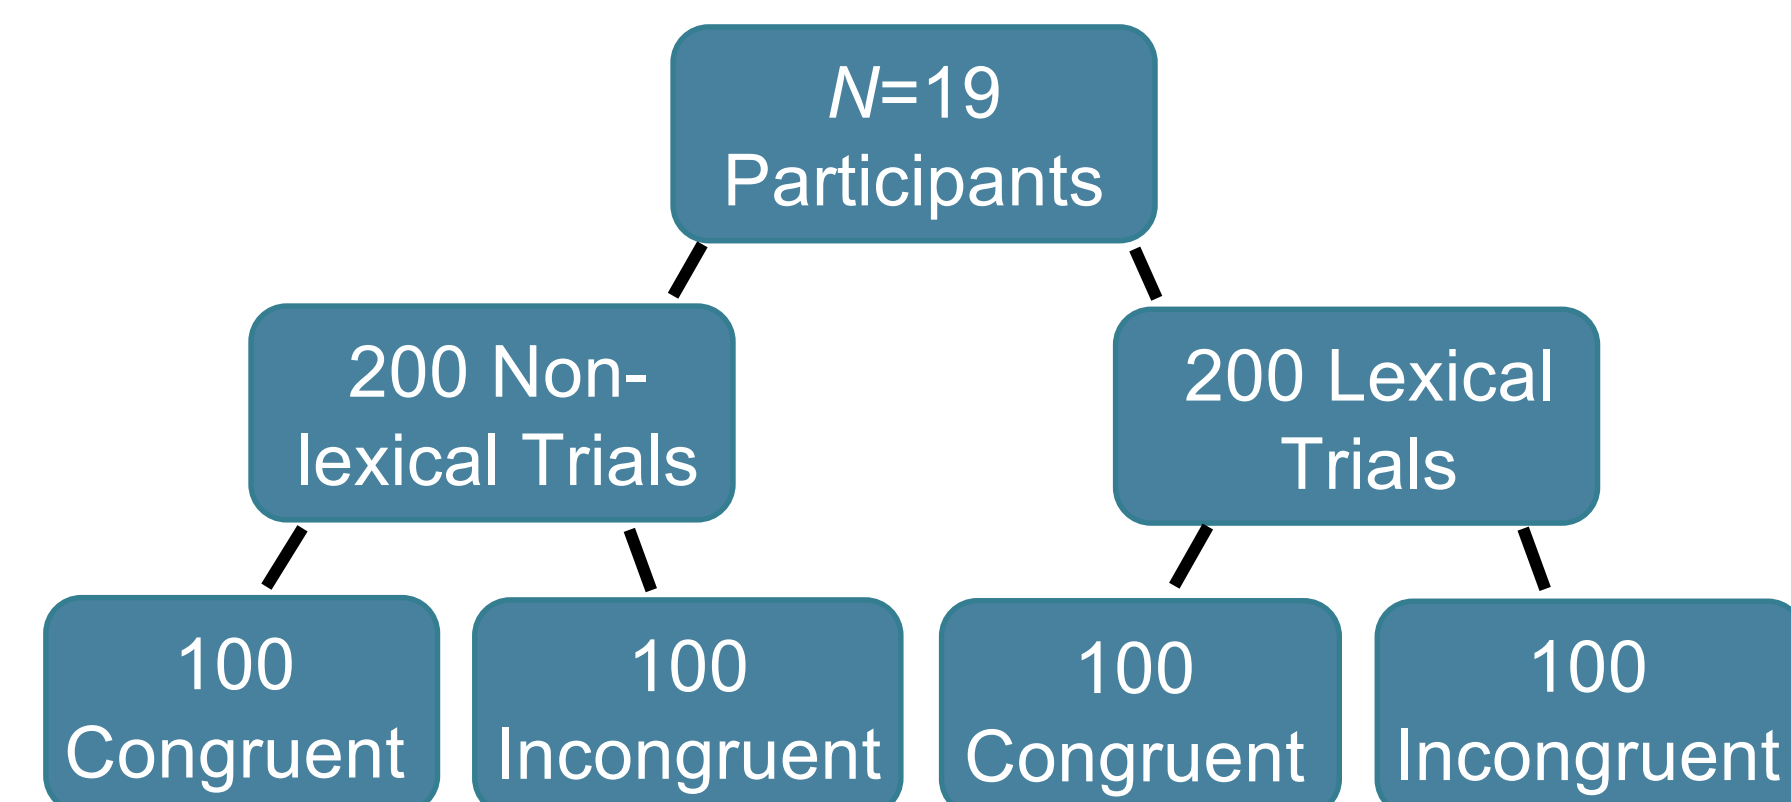 N=19
Participants
200 Non-
lexical Trials
200 Lexical
Trials
100
Congruent
100
Incongruent
100
Congruent
100
Incongruent